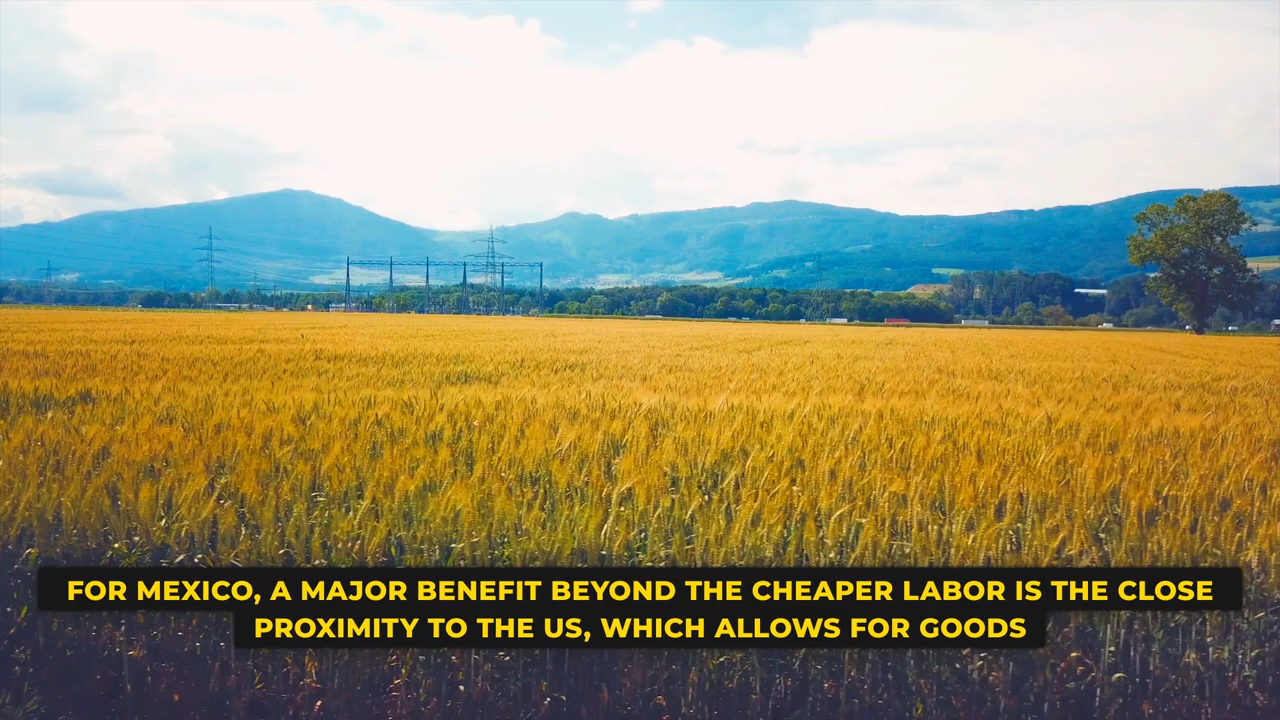 FOR MEXICO, A MAJOR BENEFIT BEYOND THE CHEAPER LABOR IS THE CLOSE
PROXIMITY TO THE US, WHICH ALLOWS FOR GOODS